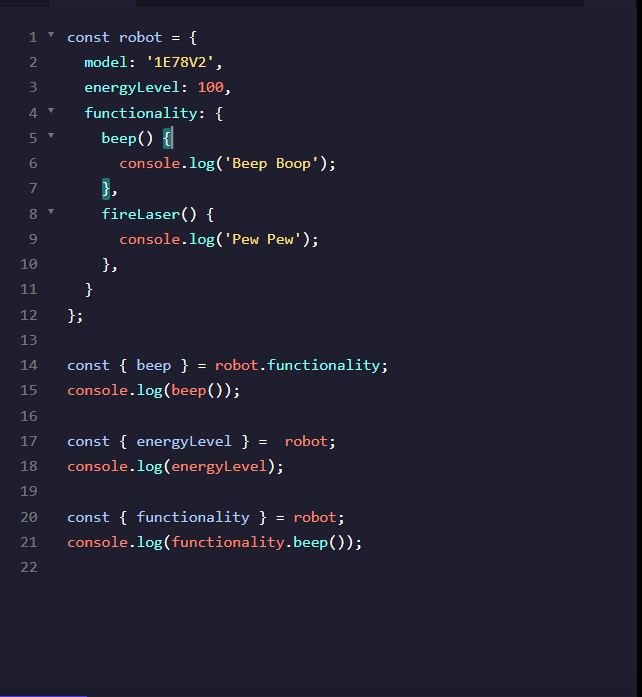 1 const robot = {
2   model: '1E78V2',
3   energyLevel: 100,
4   functionality: {
5     beep() {
6       console.log('Beep Boop');
7     },
8     fireLaser() {
9       console.log('Pew Pew');
10     },
11   }
12 };
13
14 const { beep } = robot.functionality;
15 console.log(beep());
16
17 const { energyLevel } =  robot;
18 console.log(energyLevel);
19
20 const { functionality } = robot;
21 console.log(functionality.beep());
22